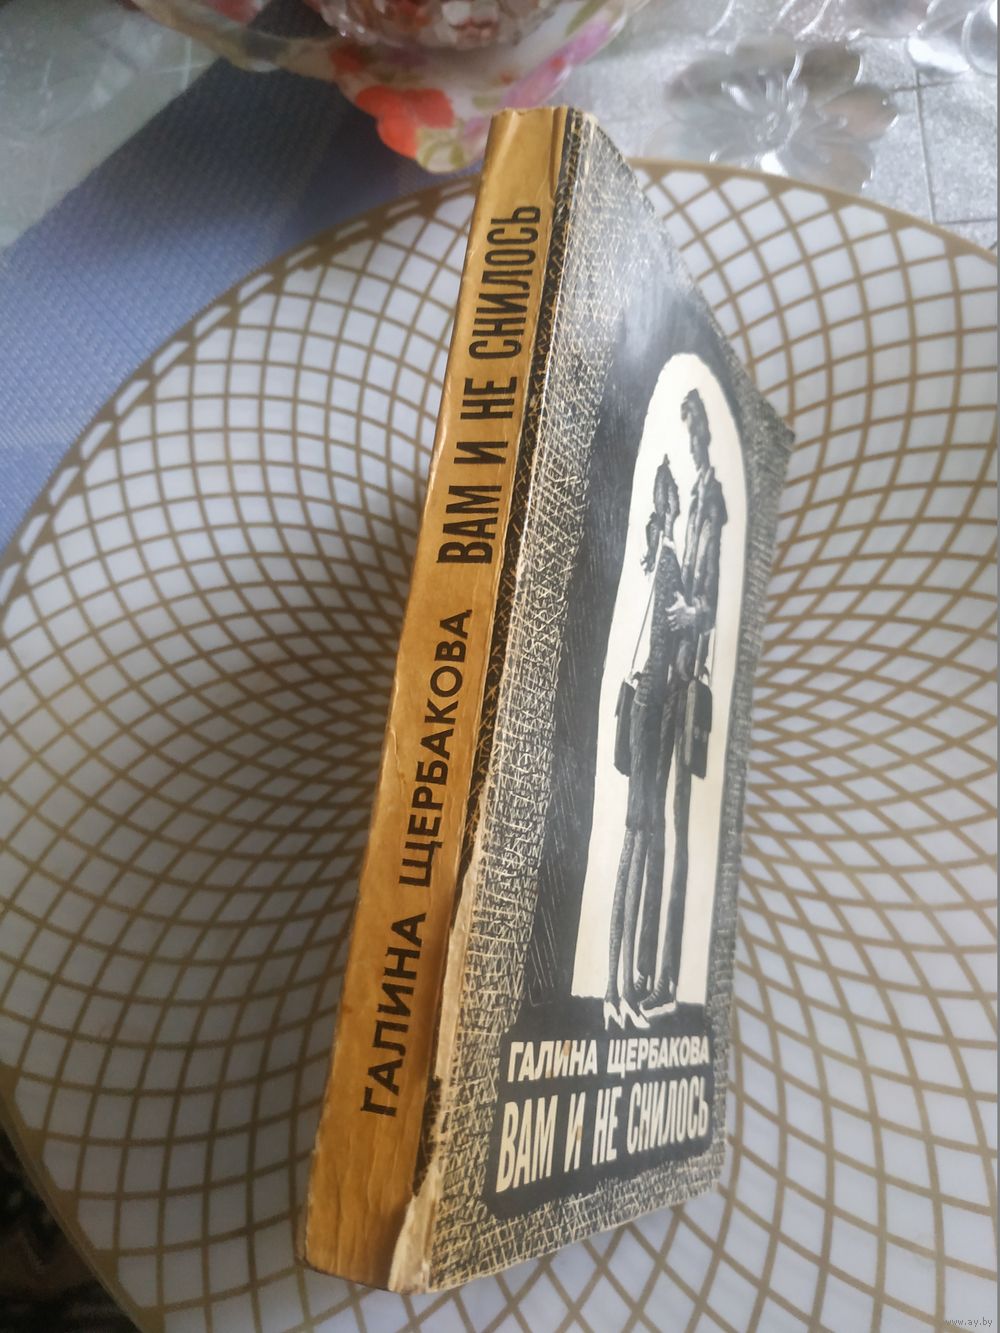 ГАЛИНА ЩЕРБАКОВА ВАМ И НЕ СНИЛОСЬ
ГАЛИНА ЩЕРБАКОВА
ВАМ И НЕ СНИЛОСЬ
www.ay.by